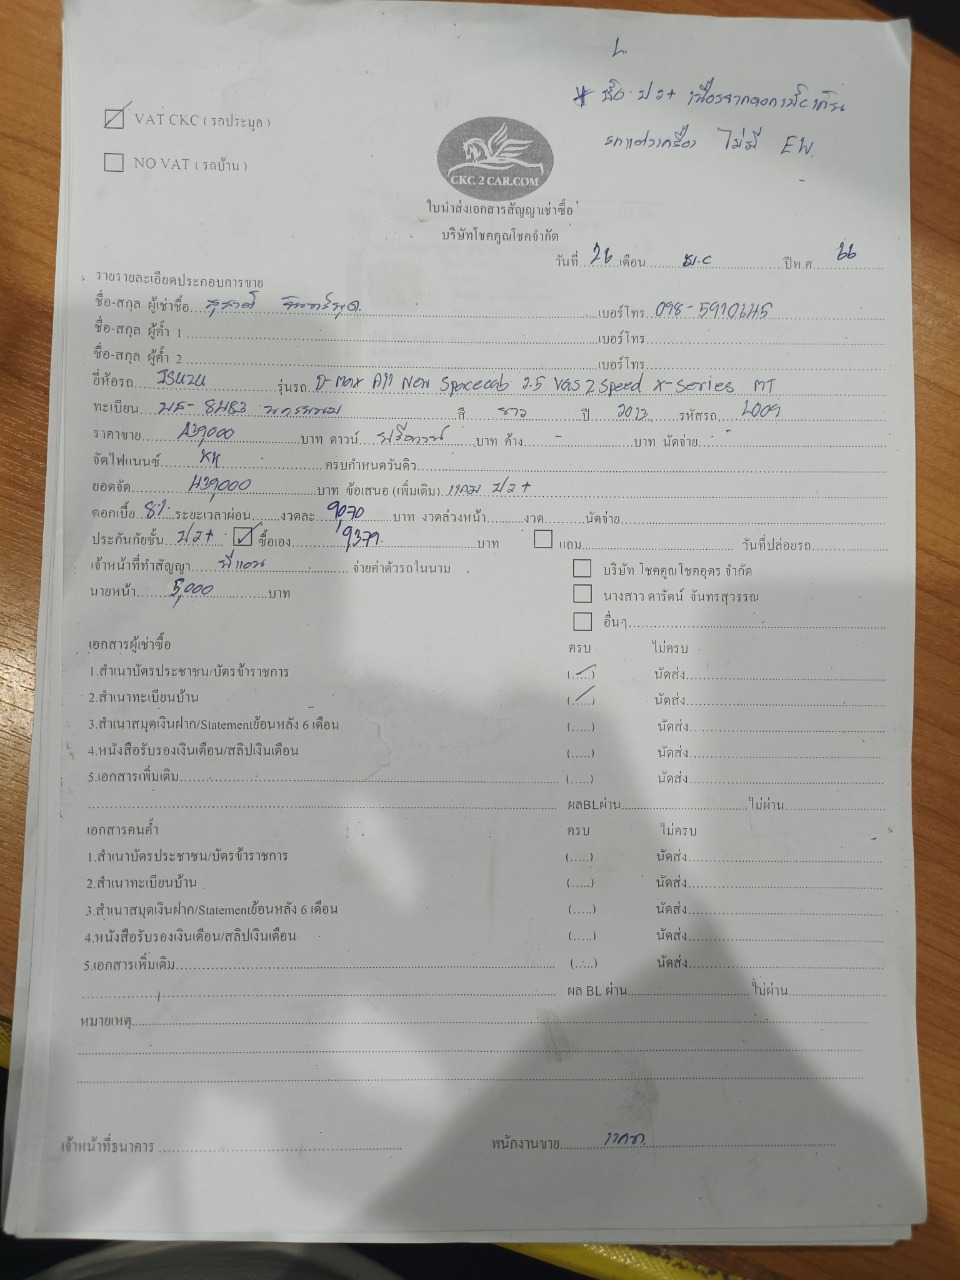 L
* ซื้อ ป 2+ เนื่องจาก
รถแต่งเครื่อง ไม่มี EW.
VAT CKC ( รถประมูล )
NO VAT ( รถบ้าน )
CKC 2 CAR.COM
ใบนำส่งเอกสารสัญญาเช่าซื้อ
บริษัทโชคคูณโชคจำกัด
วันที่ 26 เดือน ธ.ค ปีพ.ศ 66
รายรายละเอียดประกอบการขาย
ชื่อ-สกุล ผู้เช่าซื้อ สุชาติ เบอร์โทร 098-5910645
ชื่อ-สกุล ผู้ค้ำ 1 เบอร์โทร
ชื่อ-สกุล ผู้ค้ำ 2 เบอร์โทร
ยี่ห้อรถ ISUZU รุ่นรถ D-max All New Spacecab 2.5 VGS Z Speed X-Series MT
ทะเบียน 8483 นครพนม สี ขาว ปี 2013 รหัสรถ
ราคาขาย 439,000 บาท ดาวน์ ฟรีดาวน์ บาท ค้าง - บาท นัดจ่าย
จัดไฟแนนซ์ KK ครบกำหนดวันดิว
ยอดจัด 439,000 บาท ข้อเสนอ (เพิ่มเติม) แถม ป2+
ดอกเบี้ย 8% ระยะเวลาผ่อน งวดละ 9,070 บาท งวดล่วงหน้า งวด นัดจ่าย
ประกันภัยชั้น ป2+ ซื้อเอง 9,379 บาท แถม วันที่ปล่อยรถ
เจ้าหน้าที่ทำสัญญา จ่ายค่าตัวรถในนาม บริษัท โชคคูณโชคอุดร จำกัด
นายหน้า 5,000 บาท นางสาว ดารัตน์ จันทรสุวรรณ
อื่นๆ
เอกสารผู้เช่าซื้อ ครบ ไม่ครบ
1.สำเนาบัตรประชาชน/บัตรข้าราชการ (.....) นัดส่ง
2.สำเนาทะเบียนบ้าน (.....) นัดส่ง
3.สำเนาสมุดเงินฝาก/Statementย้อนหลัง 6 เดือน (.....) นัดส่ง
4.หนังสือรับรองเงินเดือน/สลิปเงินเดือน (.....) นัดส่ง
5.เอกสารเพิ่มเติม (.....) นัดส่ง
ผลBLผ่าน ไม่ผ่าน
เอกสารคนค้ำ ครบ ไม่ครบ
1.สำเนาบัตรประชาชน/บัตรข้าราชการ (.....) นัดส่ง
2.สำเนาทะเบียนบ้าน (.....) นัดส่ง
3.สำเนาสมุดเงินฝาก/Statementย้อนหลัง 6 เดือน (.....) นัดส่ง
4.หนังสือรับรองเงินเดือน/สลิปเงินเดือน (.....) นัดส่ง
5.เอกสารเพิ่มเติม (.....) นัดส่ง
ผล BL ผ่าน ไม่ผ่าน
หมายเหตุ
เจ้าหน้าที่ธนาคาร พนักงานขาย